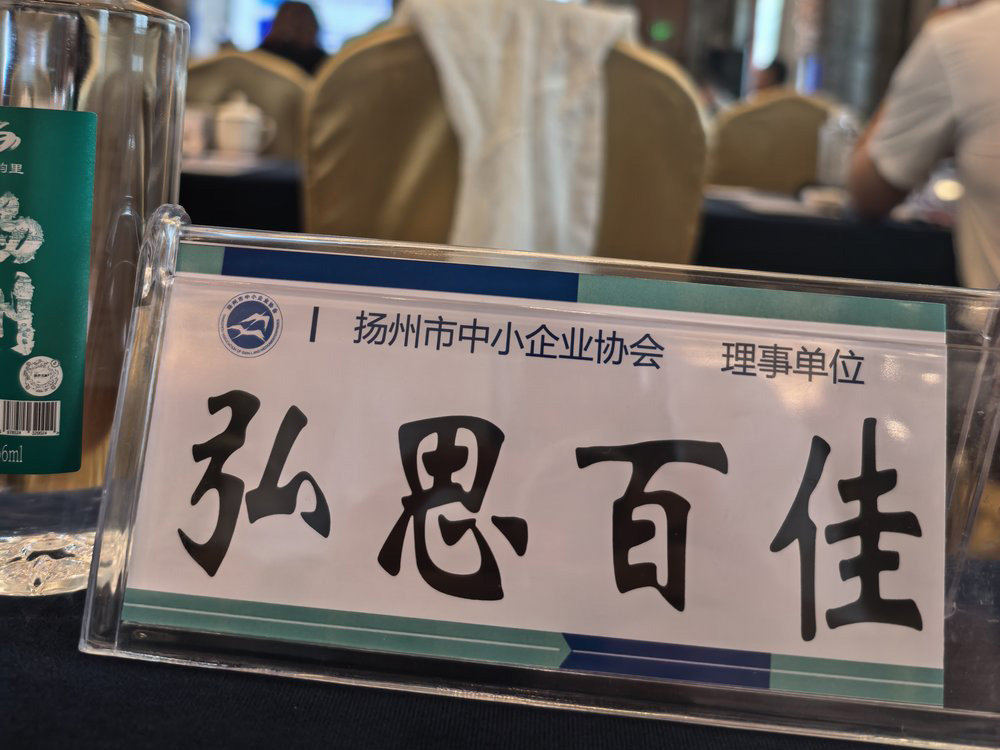 扬州市中小企业协会 理事单位
弘思百佳